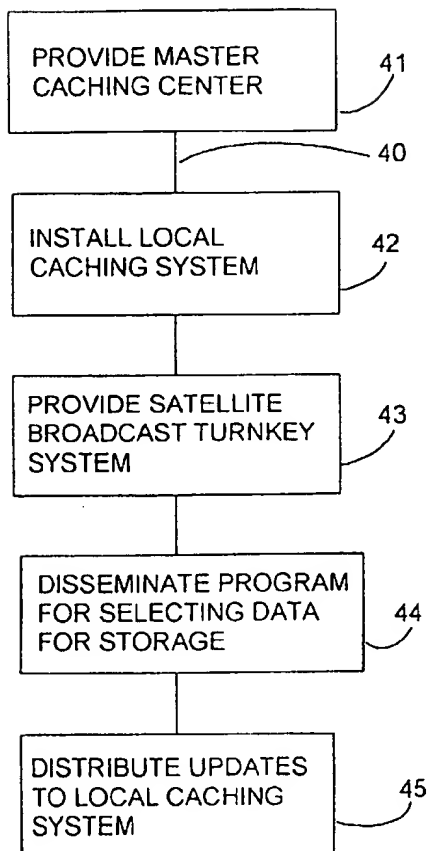 PROVIDE MASTER
CACHING CENTER
41
40
INSTALL LOCAL
CACHING SYSTEM
42
PROVIDE SATELLITE
BROADCAST TURNKEY
SYSTEM
43
DISSEMINATE PROGRAM
FOR SELECTING DATA
FOR STORAGE
44
DISTRIBUTE UPDATES
TO LOCAL CACHING
SYSTEM
45